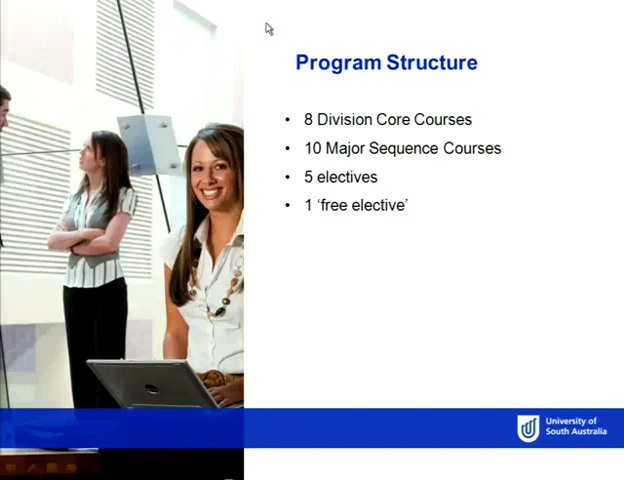 Program Structure
• 8 Division Core Courses
• 10 Major Sequence Courses
• 5 electives
• 1 ‘free elective’
University of
South Australia